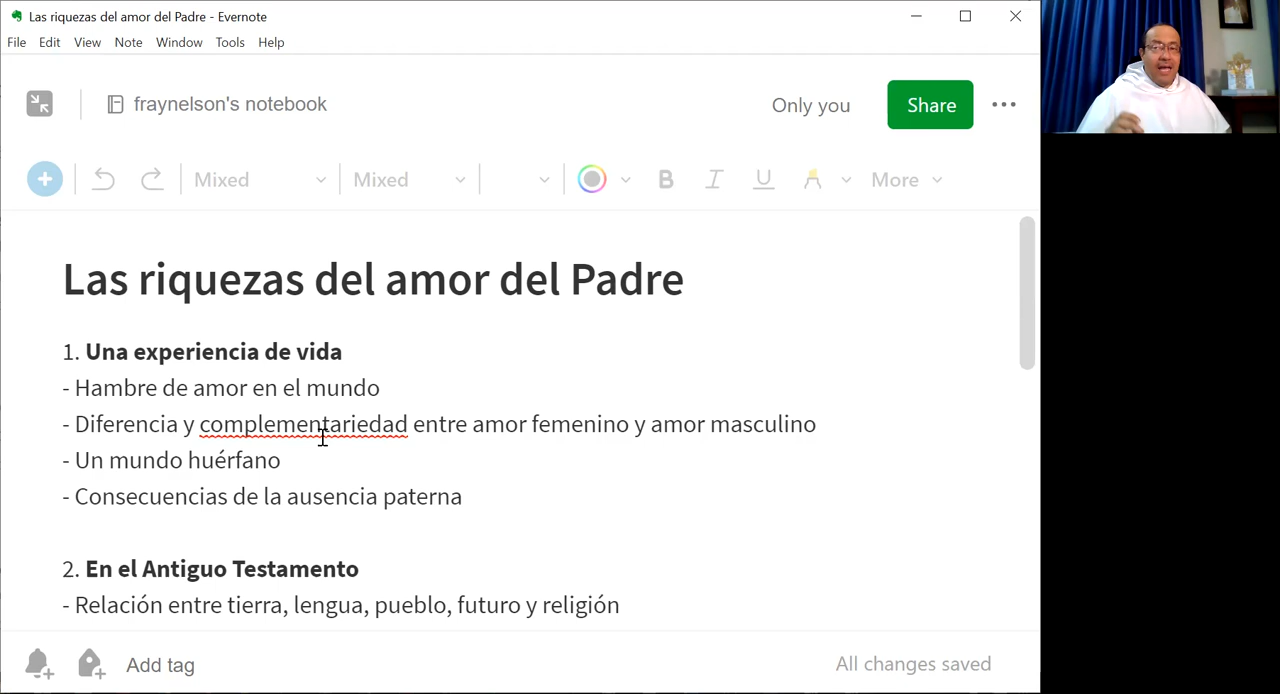 Las riquezas del amor del Padre - Evernote
File Edit View Note Window Tools Help
fraynelson's notebook
Only you
Share
Mixed
Mixed
B
I
U
More
Las riquezas del amor del Padre
1. Una experiencia de vida
- Hambre de amor en el mundo
- Diferencia y complementariedad entre amor femenino y amor masculino
- Un mundo huérfano
- Consecuencias de la ausencia paterna
2. En el Antiguo Testamento
- Relación entre tierra, lengua, pueblo, futuro y religión
Add tag
All changes saved